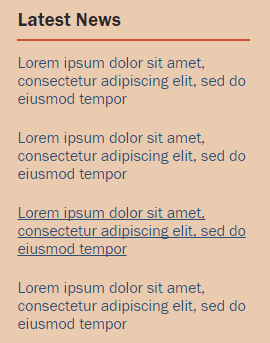 Latest News
Lorem ipsum dolor sit amet,
consectetur adipiscing elit, sed do
eiusmod tempor
Lorem ipsum dolor sit amet,
consectetur adipiscing elit, sed do
eiusmod tempor
Lorem ipsum dolor sit amet,
consectetur adipiscing elit, sed do
eiusmod tempor
Lorem ipsum dolor sit amet,
consectetur adipiscing elit, sed do
eiusmod tempor